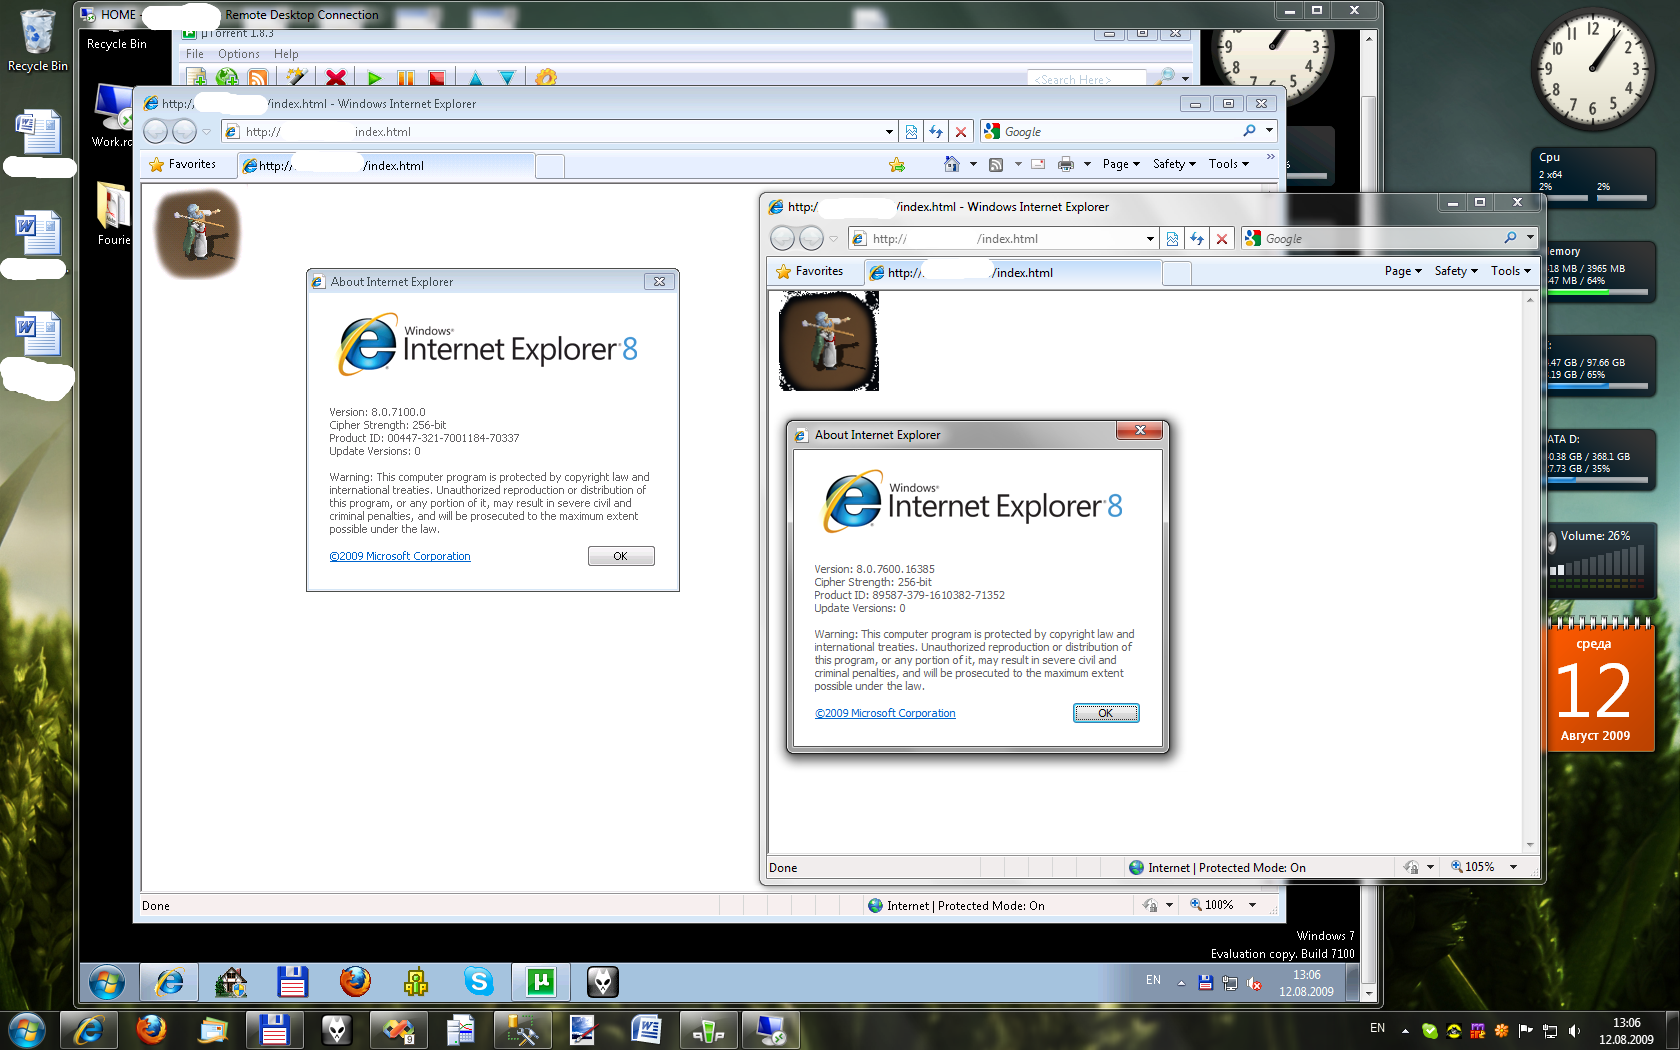 HOME - Remote Desktop Connection
Recycle Bin
Recycle Bin
µTorrent 1.8.3
File Options Help
<Search Here>
Work.rd
Fourie
http:/ /index.html - Windows Internet Explorer
http:// index.html
Google
Favorites
http:/ /index.html
Page Safety Tools
About Internet Explorer
Windows®
Internet Explorer 8
Version: 8.0.7100.0
Cipher Strength: 256-bit
Product ID: 00447-321-7001184-70337
Update Versions: 0
Warning: This computer program is protected by copyright law and
international treaties. Unauthorized reproduction or distribution of
this program, or any portion of it, may result in severe civil and
criminal penalties, and will be prosecuted to the maximum extent
possible under the law.
©2009 Microsoft Corporation
OK
Done
Internet | Protected Mode: On
100%
http:/ /index.html - Windows Internet Explorer
http:// /index.html
Google
Favorites
http:/ /index.html
Page Safety Tools
About Internet Explorer
Windows®
Internet Explorer 8
Version: 8.0.7600.16385
Cipher Strength: 256-bit
Product ID: 89587-379-1610382-71352
Update Versions: 0
Warning: This computer program is protected by copyright law and
international treaties. Unauthorized reproduction or distribution of
this program, or any portion of it, may result in severe civil and
criminal penalties, and will be prosecuted to the maximum extent
possible under the law.
©2009 Microsoft Corporation
OK
Done
Internet | Protected Mode: On
105%
Windows 7
Evaluation copy. Build 7100
EN
13:06
12.08.2009
Cpu
2 x64
2% 2%
emory
18 MB / 3965 MB
47 MB / 64%
.47 GB / 97.66 GB
.19 GB / 65%
ATA D:
0.38 GB / 368.1 GB
7.73 GB / 35%
Volume: 26%
среда
12
Август 2009
EN
13:06
12.08.2009